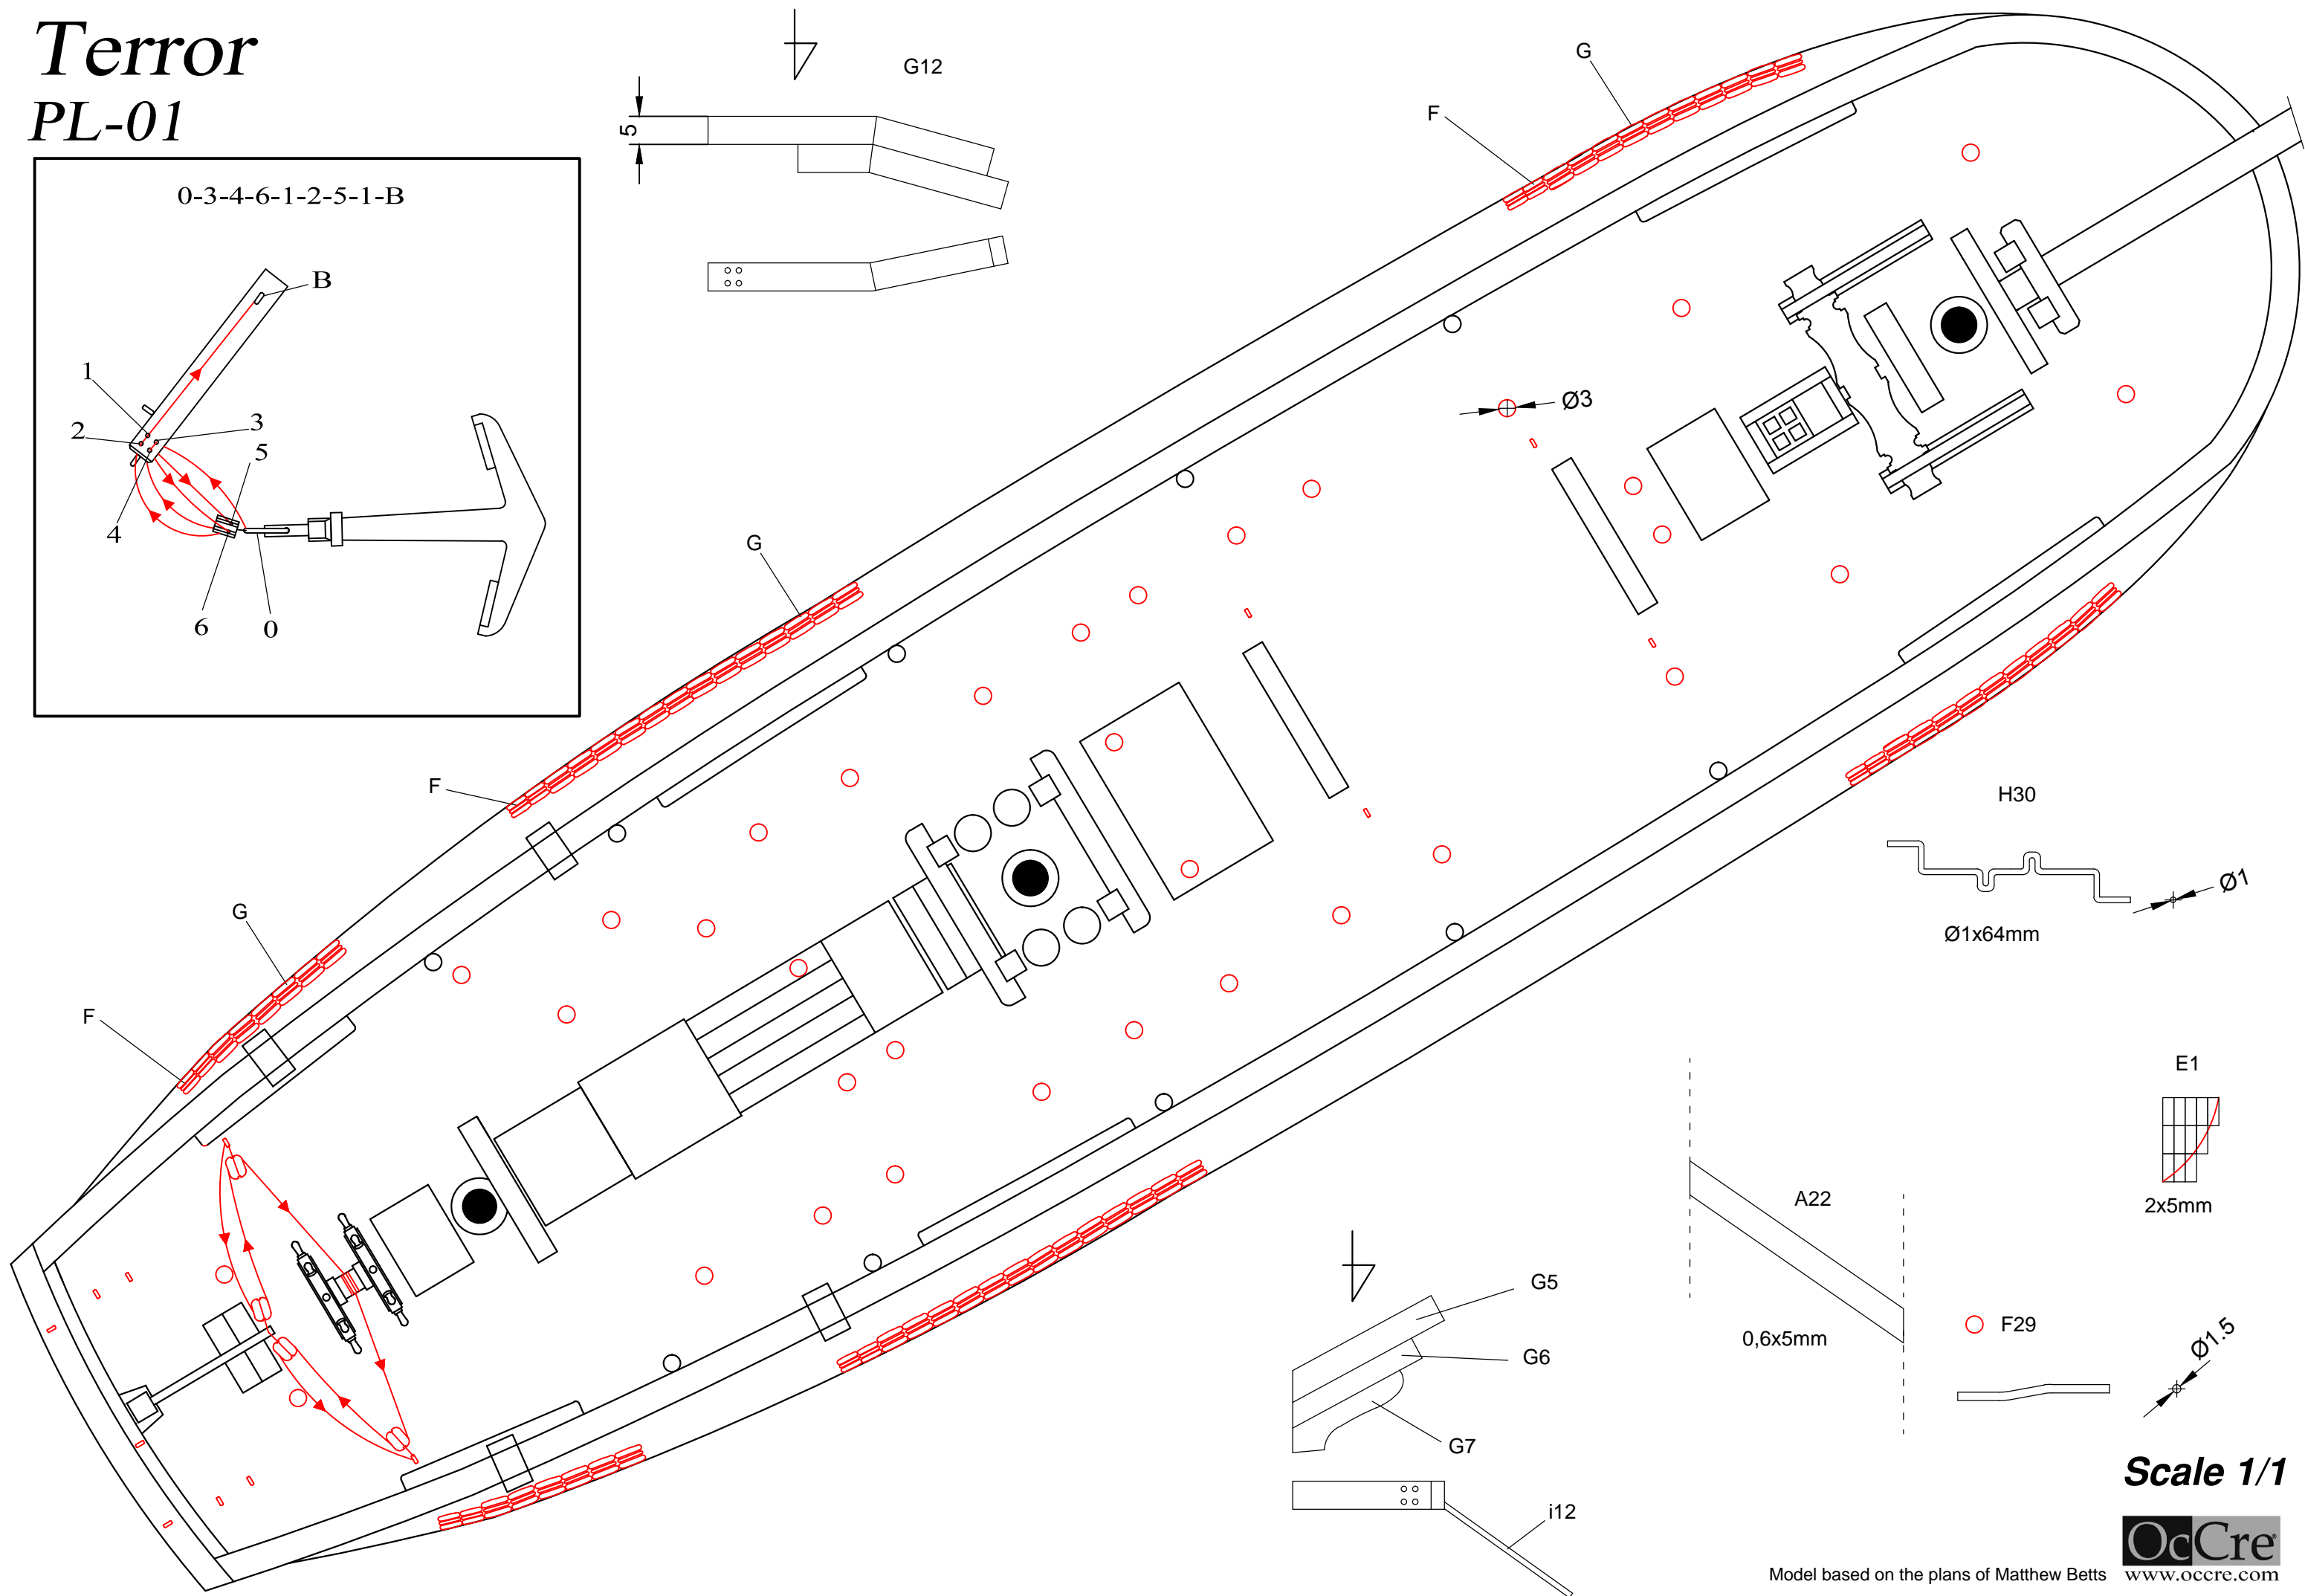 Terror
PL-01
0-3-4-6-1-2-5-1-B
B
1
2
3
5
4
6
0
5
G12
G
F
Ø3
G
F
G
F
H30
Ø1
Ø1x64mm
E1
2x5mm
A22
0,6x5mm
F29
Ø1.5
G5
G6
G7
i12
Scale 1/1
OcCre®
Model based on the plans of Matthew Betts
www.occre.com